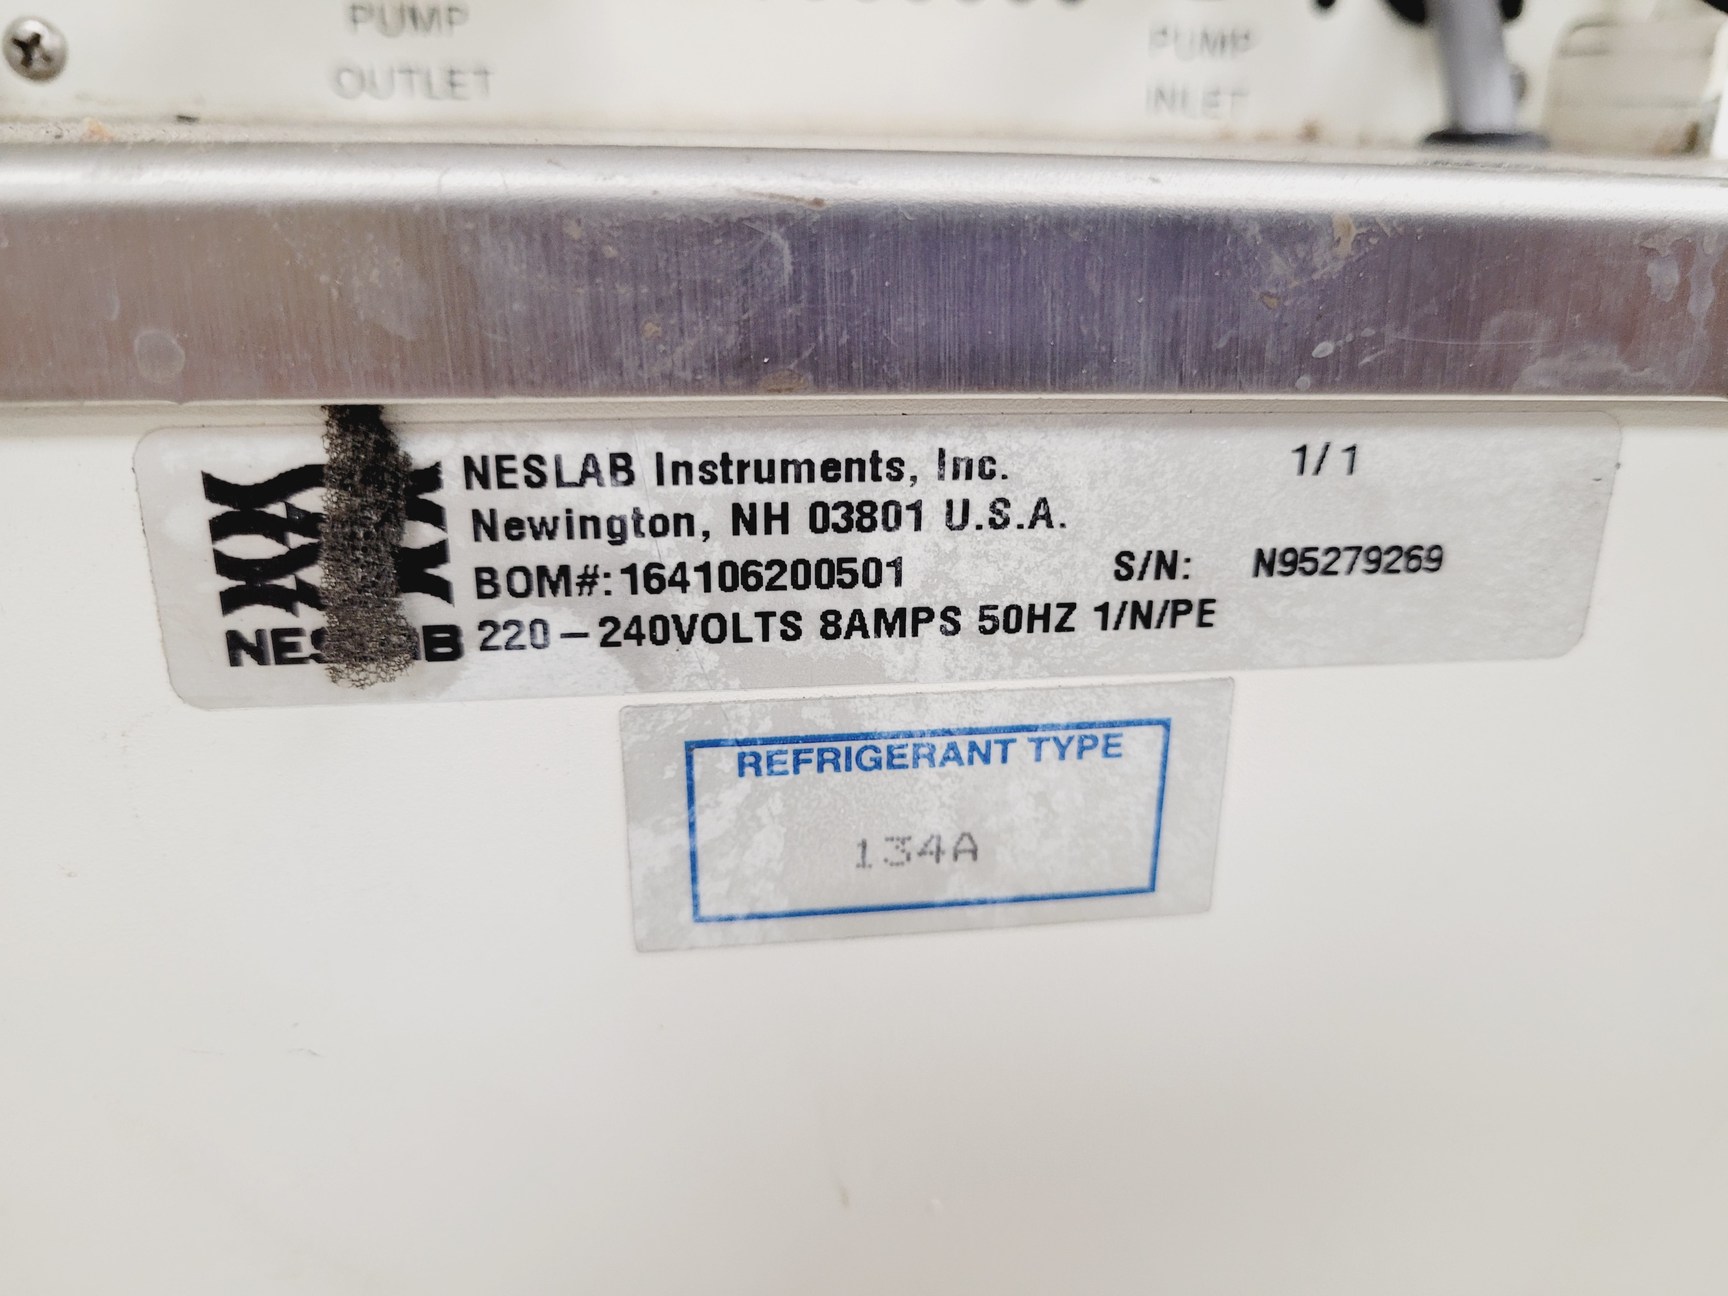 PUMP
OUTLET
PUMP
INLET
NESLAB Instruments, Inc. 1/1
Newington, NH 03801 U.S.A.
BOM#: 164106200501 S/N: N95279269
220-240VOLTS 8AMPS 50HZ 1/N/PE
REFRIGERANT TYPE
134A